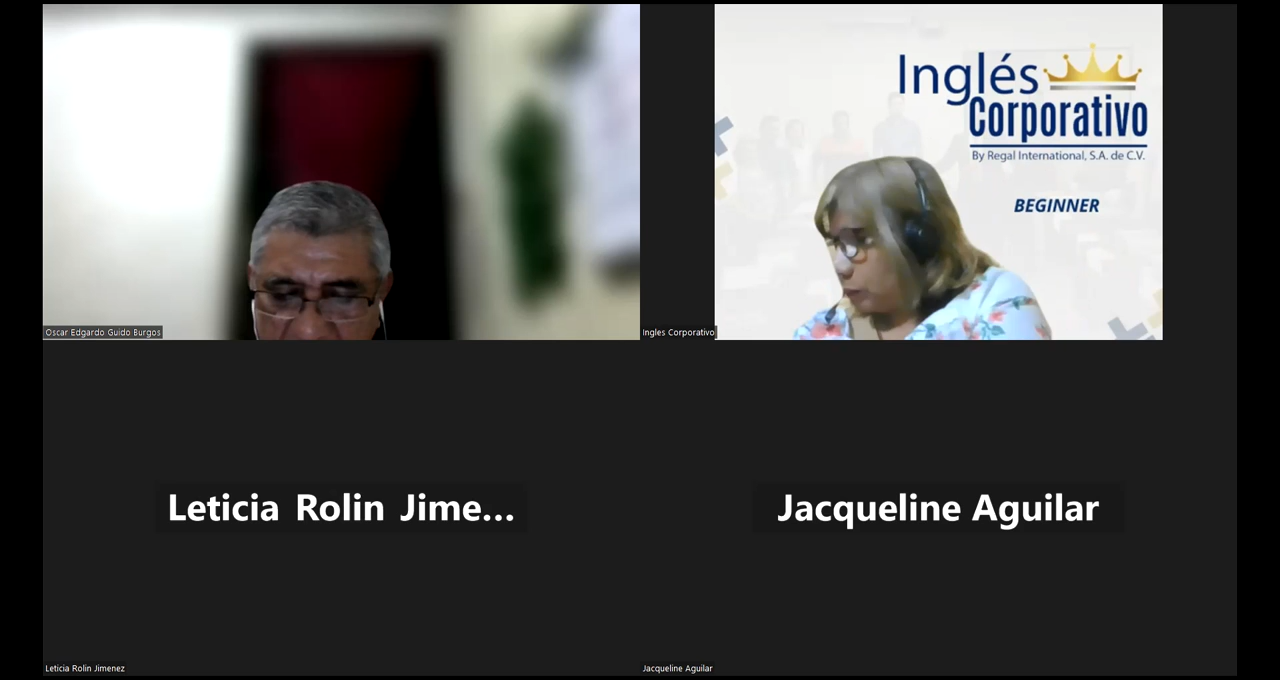 Inglés
Corporativo
By Regal International, S.A. de C.V.
BEGINNER
Oscar Edgardo Guido Burgos
Ingles Corporativo
Leticia Rolin Jime...
Jacqueline Aguilar
Leticia Rolin Jimenez
Jacqueline Aguilar